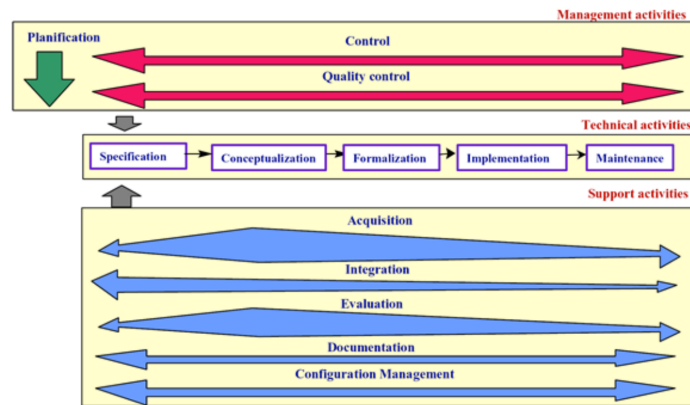 Management activities
Planification
Control
Quality control
Technical activities
Specification
Conceptualization
Formalization
Implementation
Maintenance
Support activities
Acquisition
Integration
Evaluation
Documentation
Configuration Management